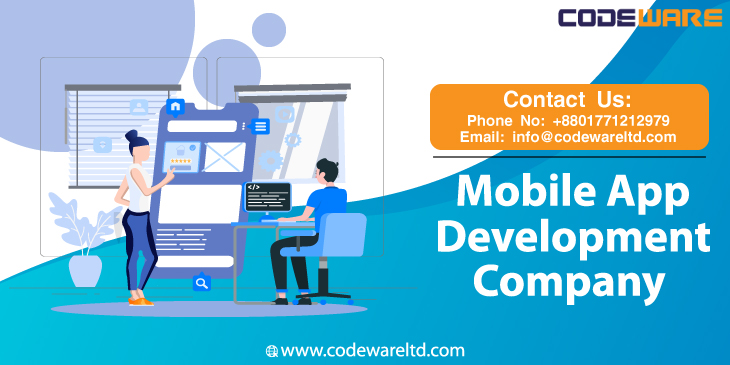 CODEWARE
Contact Us:
Phone No: +8801771212979
Email: info@codewareltd.com
Mobile App
Development
Company
</>
www.codewareltd.com